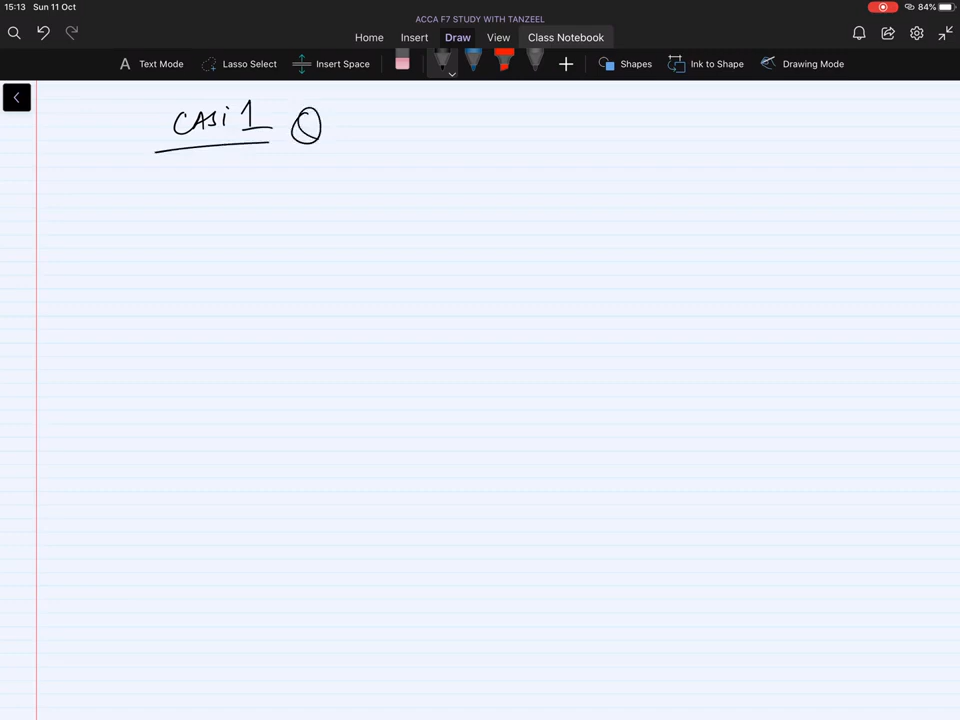 15:13 Sun 11 Oct 84%
ACCA F7 STUDY WITH TANZEEL
Home Insert Draw View Class Notebook
A Text Mode Lasso Select Insert Space Shapes Ink to Shape Drawing Mode
CASi 1